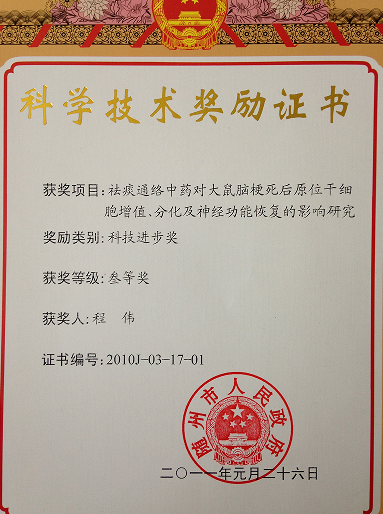 科学技术奖励证书
获奖项目:祛痰通络中药对大鼠脑梗死后原位干细
胞增值、分化及神经功能恢复的影响研究
奖励类别:科技进步奖
获奖等级:叁等奖
获奖人:程 伟
证书编号:2010J-03-17-01
随州市人民政府
二〇一一年元月二十六日